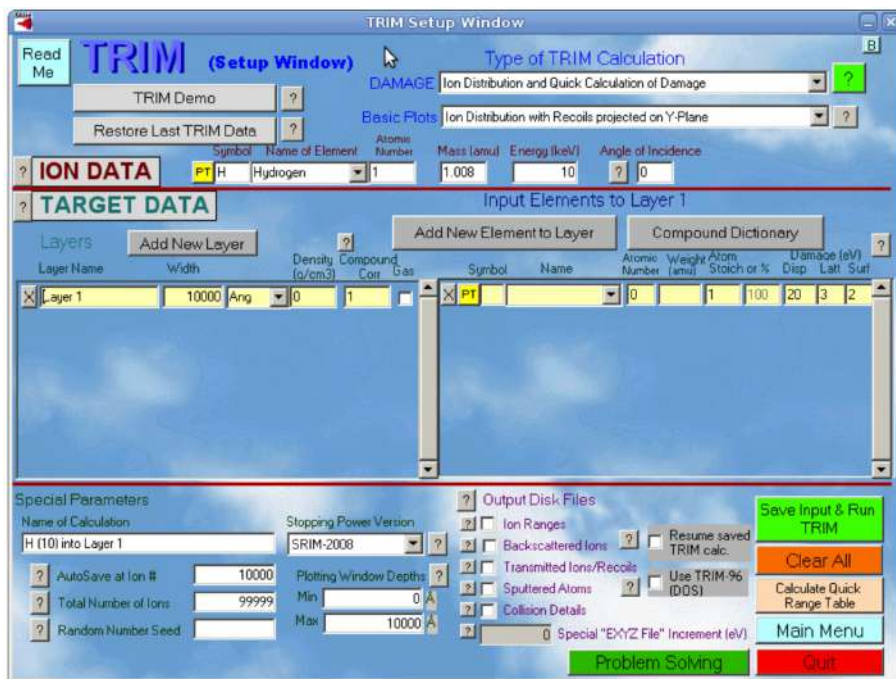 TRIM Setup Window
Read Me
TRIM (Setup Window)
B
Type of TRIM Calculation
DAMAGE Ion Distribution and Quick Calculation of Damage ?
TRIM Demo ?
Basic Plots Ion Distribution with Recoils projected on Y-Plane ?
Restore Last TRIM Data ?
Symbol Name of Element Atomic Number Mass (amu) Energy (keV) Angle of Incidence
? ION DATA PT H Hydrogen 1 1.008 10 ? 0
? TARGET DATA
Input Elements to Layer 1
Layers Add New Layer ? Add New Element to Layer Compound Dictionary ?
Layer Name Width Density (g/cm3) Compound Corr Gas
Symbol Name Atomic Number Weight (amu) Atom Stoich or % Damage (eV) Disp Latt Surf
X Layer 1 10000 Ang 0 1
X PT 0 1 100 20 3 2
Special Parameters
Name of Calculation
H (10) into Layer 1
Stopping Power Version
SRIM-2008 ?
? AutoSave at Ion # 10000
? Total Number of Ions 99999
? Random Number Seed
Plotting Window Depths ?
Min 0 Å
Max 10000 Å
? Output Disk Files
? Ion Ranges
? Backscattered Ions
? Transmitted Ions/Recoils
? Sputtered Atoms
? Collision Details
? 0 Special "EXYZ File" Increment (eV)
? Resume saved TRIM calc.
? Use TRIM-96 (DOS)
Save Input & Run TRIM
Clear All
Calculate Quick Range Table
Main Menu
Problem Solving
Quit